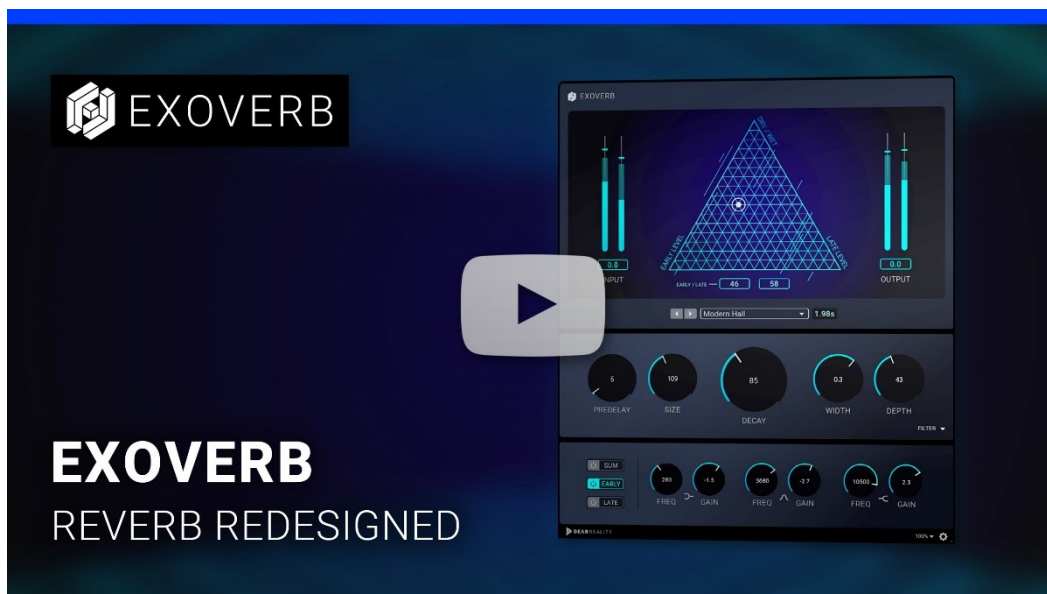 EXOVERB
EXOVERB
REVERB REDESIGNED
EXOVERB
DRY / WET
EARLY LEVEL
LATE LEVEL
0.0
INPUT
0.0
OUTPUT
EARLY / LATE 46 58
Modern Hall 1.98s
5 109 85 0.3 43
PREDELAY SIZE DECAY WIDTH DEPTH
FILTER
SUM
EARLY
LATE
280 -1.5 3680 -2.7 10500 2.3
FREQ GAIN FREQ GAIN FREQ GAIN
DEARREALITY
100%